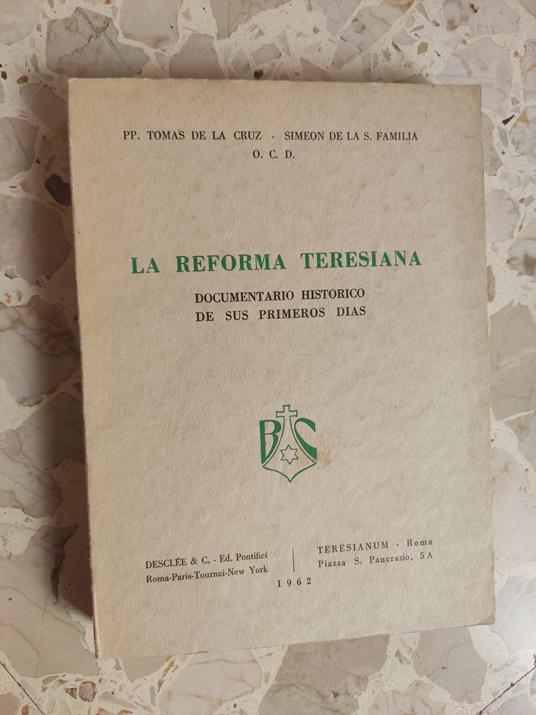 PP. TOMAS DE LA CRUZ - SIMEON DE LA S. FAMILIA
O. C. D.
LA REFORMA TERESIANA
DOCUMENTARIO HISTORICO
DE SUS PRIMEROS DIAS
B C
DESCLÉE & C. - Ed. Pontifici
Roma-Paris-Tournai-New York
TERESIANUM - Roma
Piazza S. Pancrazio, 5 A
1962